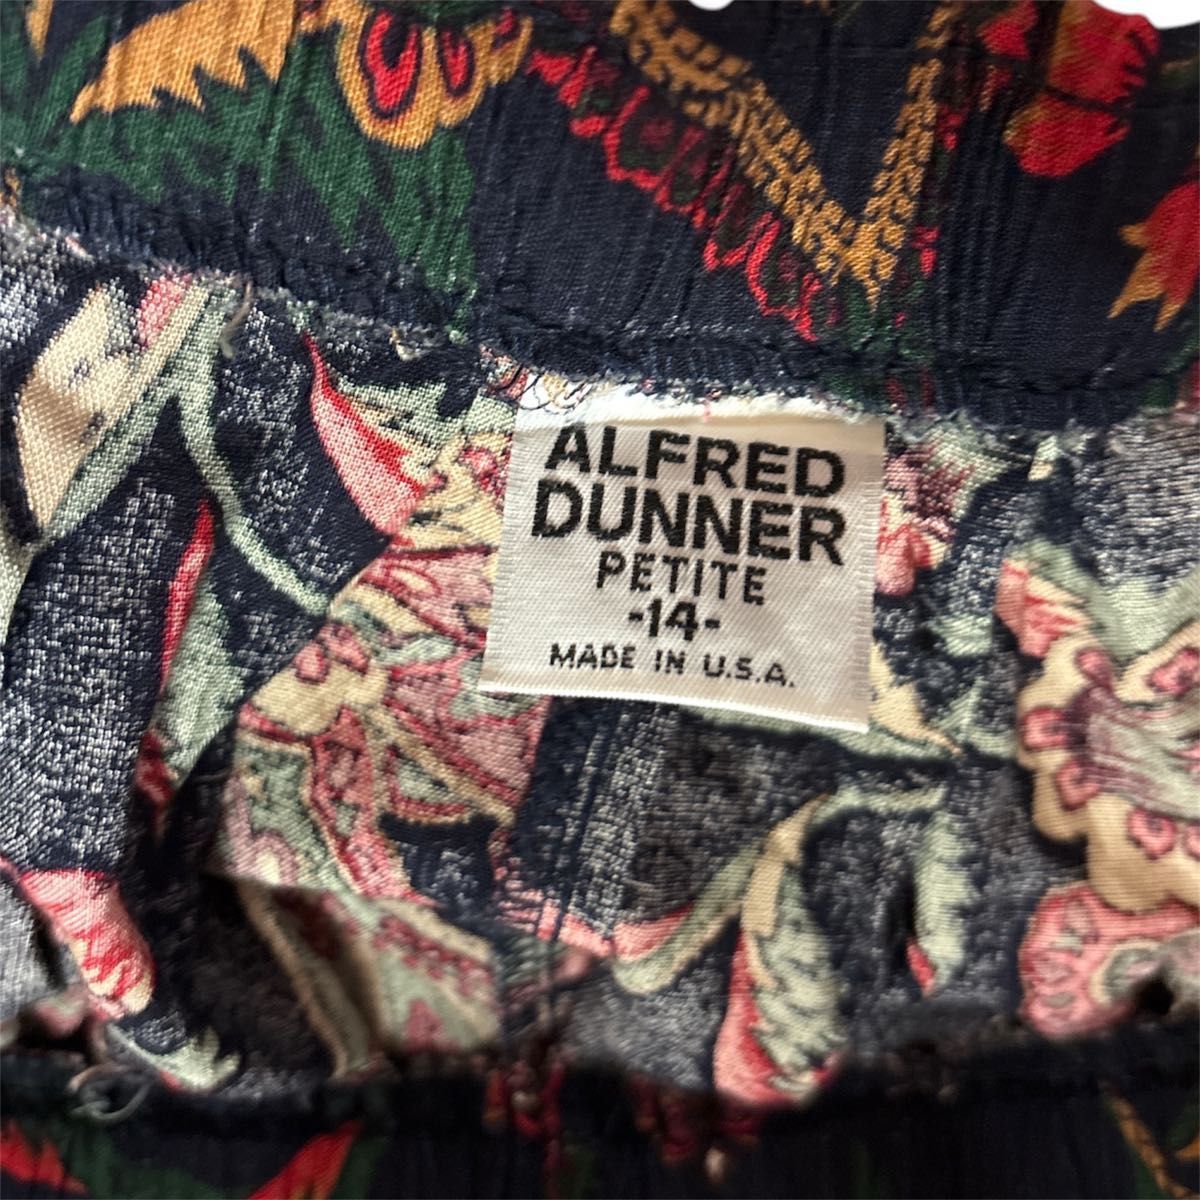 ALFRED
DUNNER
PETITE
-14-
MADE IN U.S.A.